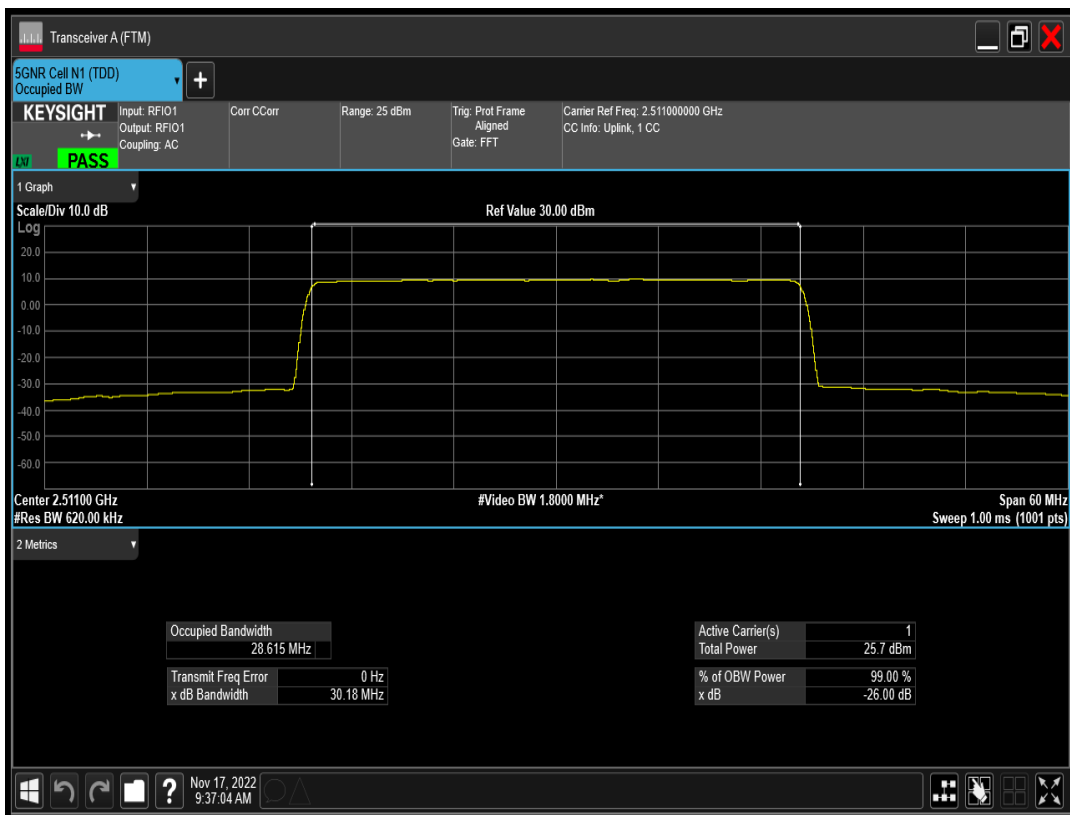 Transceiver A (FTM)
5GNR Cell N1 (TDD)
Occupied BW
+
KEYSIGHT
LXI
PASS
Input: RFIO1
Output: RFIO1
Coupling: AC
Corr CCorr
Range: 25 dBm
Trig: Prot Frame
Aligned
Gate: FFT
Carrier Ref Freq: 2.511000000 GHz
CC Info: Uplink, 1 CC
1 Graph
Scale/Div 10.0 dB
Ref Value 30.00 dBm
Log
20.0
10.0
0.00
-10.0
-20.0
-30.0
-40.0
-50.0
-60.0
Center 2.51100 GHz
#Video BW 1.8000 MHz*
Span 60 MHz
#Res BW 620.00 kHz
Sweep 1.00 ms (1001 pts)
2 Metrics
Occupied Bandwidth
28.615 MHz
Transmit Freq Error 0 Hz
x dB Bandwidth 30.18 MHz
Active Carrier(s) 1
Total Power 25.7 dBm
% of OBW Power 99.00 %
x dB -26.00 dB
?
Nov 17, 2022
9:37:04 AM